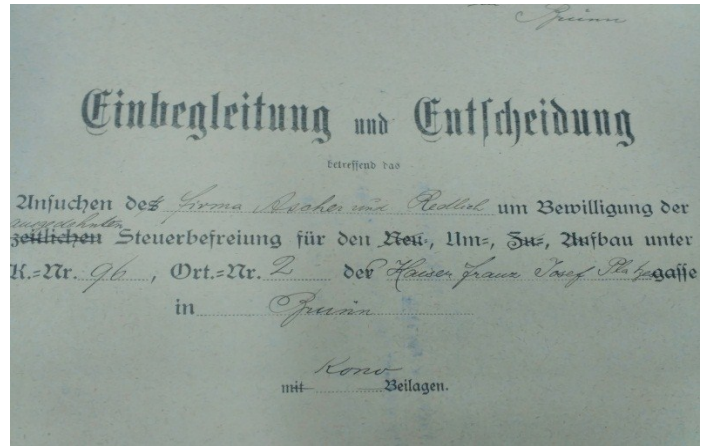 Brünn
Einbegleitung und Entscheidung
betreffend das
Ansuchen der Firma Ascher und Redlich um Bewilligung der
ausgedehnten
zeitlichen Steuerbefreiung für den Neu-, Um-, Zu-, Aufbau unter
K.-Nr. 96, Ort.-Nr. 2 des Kaiser Franz Josef Platzgasse
in Brünn
mit Beilagen.